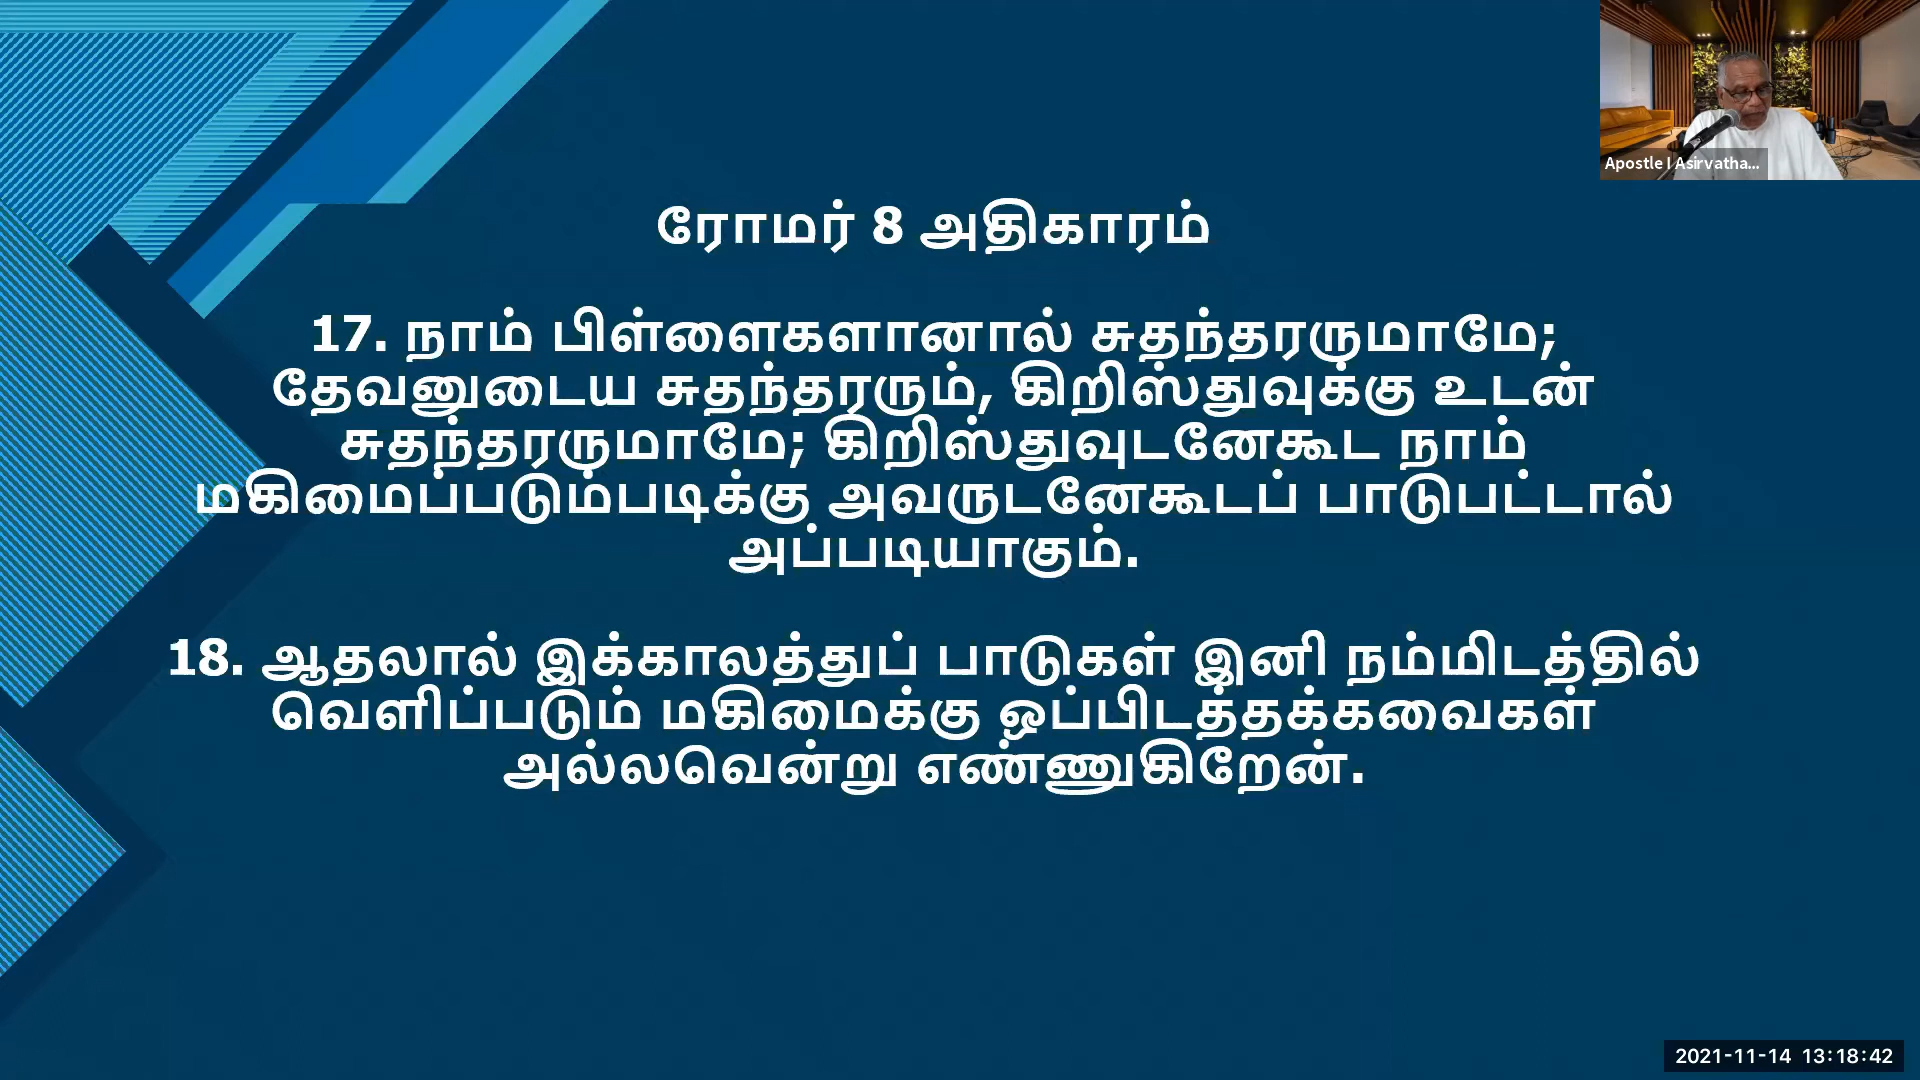 Apostle I Asirvatha...
ரோமர் 8 அதிகாரம்
17. நாம் பிள்ளைகளானால் சுதந்தரருமாமே;
தேவனுடைய சுதந்தரரும், கிறிஸ்துவுக்கு உடன்
சுதந்தரருமாமே; கிறிஸ்துவுடனேகூட நாம்
மகிமைப்படும்படிக்கு அவருடனேகூடப் பாடுபட்டால்
அப்படியாகும்.
18. ஆதலால் இக்காலத்துப் பாடுகள் இனி நம்மிடத்தில்
வெளிப்படும் மகிமைக்கு ஒப்பிடத்தக்கவைகள்
அல்லவென்று எண்ணுகிறேன்.
2021-11-14 13:18:42